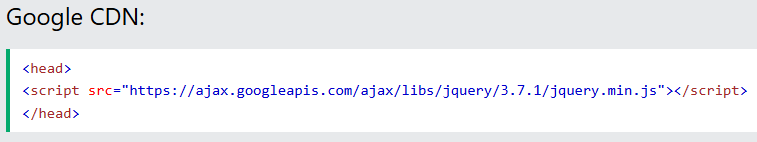 Google CDN:
<head>
<script src="https://ajax.googleapis.com/ajax/libs/jquery/3.7.1/jquery.min.js"></script>
</head>